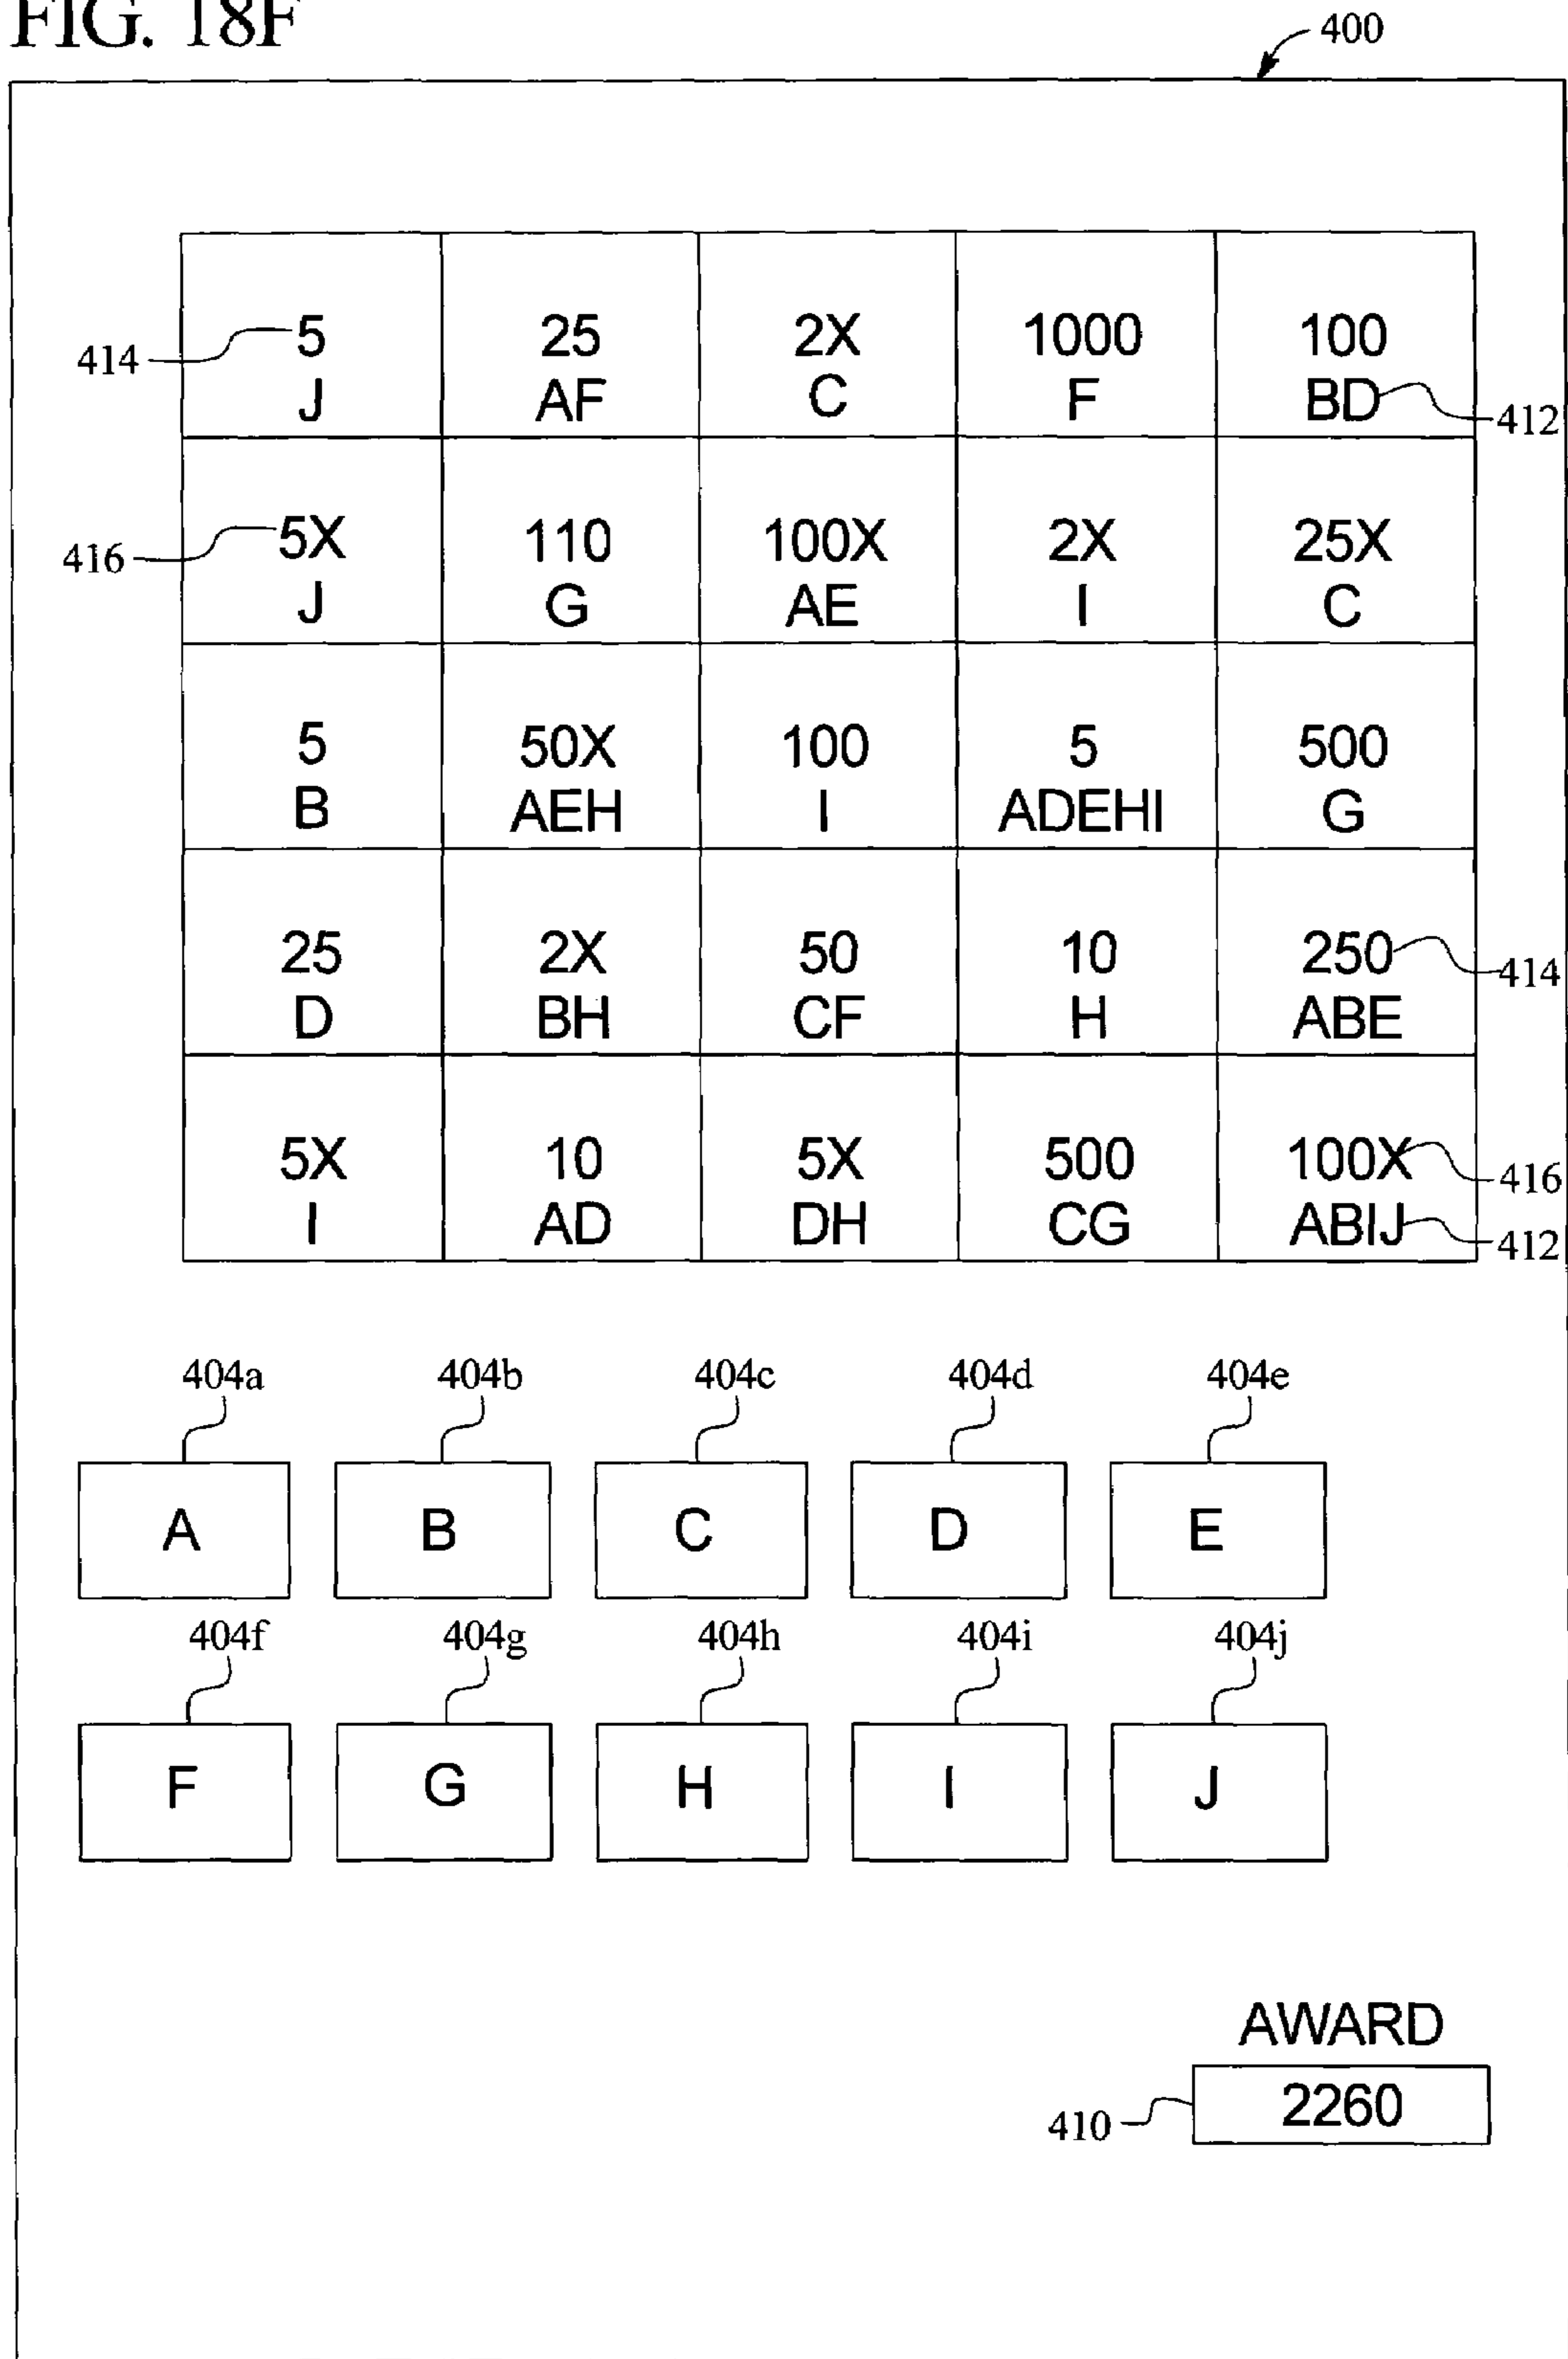 FIG. 18F
400
5 25 2X 1000 100
414
J AF C F BD
412
5X 110 100X 2X 25X
416
J G AE I C
5 50X 100 5 500
B AEH I ADEHI G
25 2X 50 10 250
414
D BH CF H ABE
5X 10 5X 500 100X
416
I AD DH CG ABIJ
412
404a 404b 404c 404d 404e
A B C D E
404f 404g 404h 404i 404j
F G H I J
AWARD
410 2260